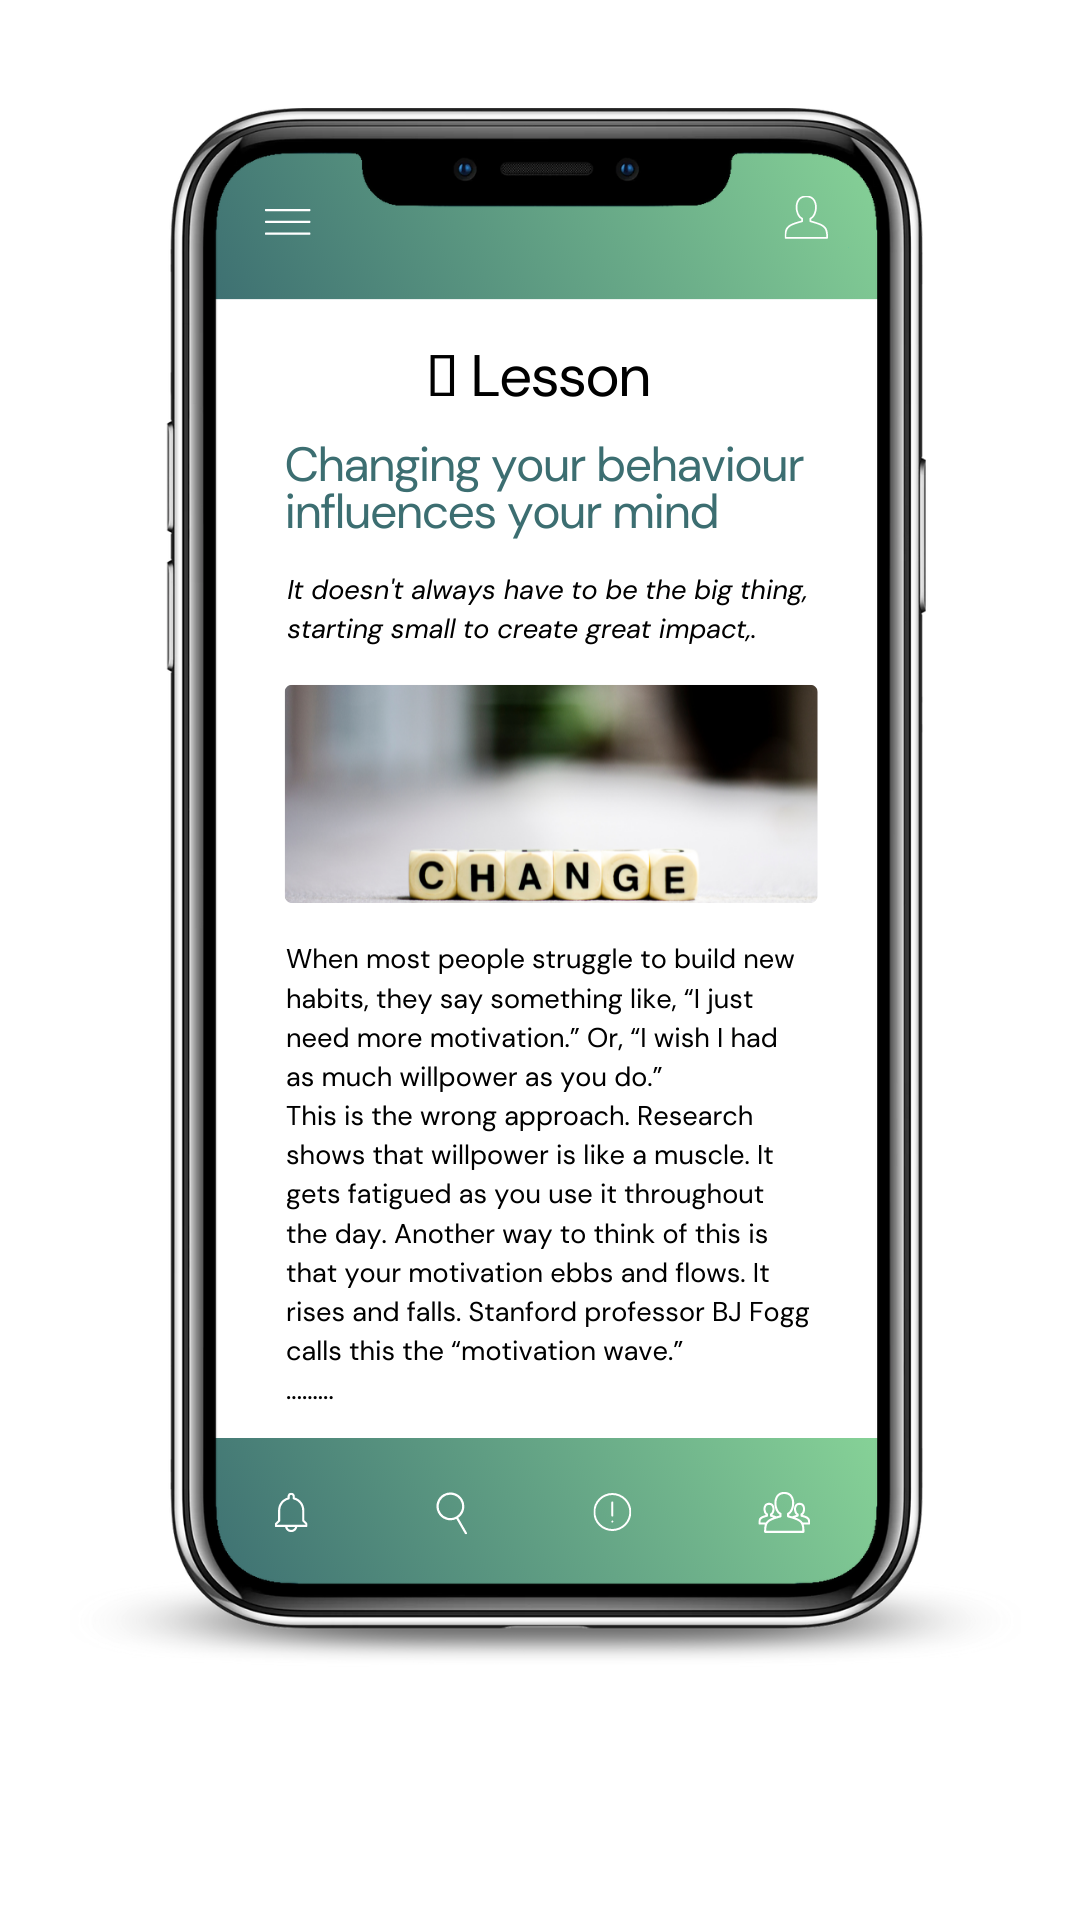 ▯ Lesson
Changing your behaviour
influences your mind
It doesn't always have to be the big thing,
starting small to create great impact,.
CHANGE
When most people struggle to build new
habits, they say something like, “I just
need more motivation.” Or, “I wish I had
as much willpower as you do.”
This is the wrong approach. Research
shows that willpower is like a muscle. It
gets fatigued as you use it throughout
the day. Another way to think of this is
that your motivation ebbs and flows. It
rises and falls. Stanford professor BJ Fogg
calls this the “motivation wave.”
.........